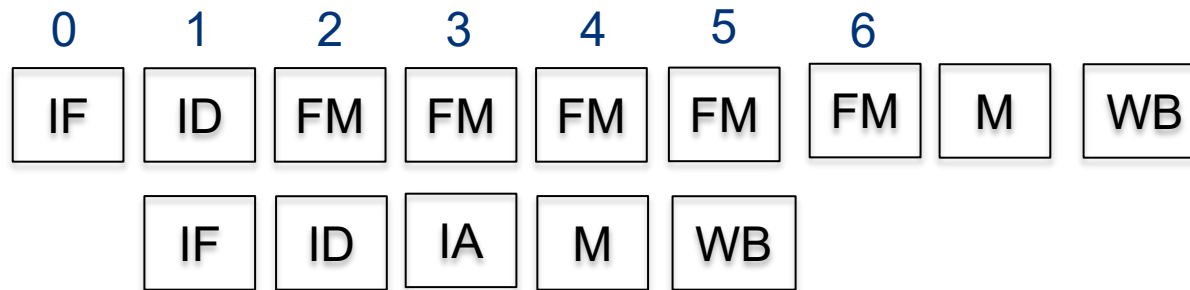 0 1 2 3 4 5 6
IF ID FM FM FM FM FM M WB
IF ID IA M WB